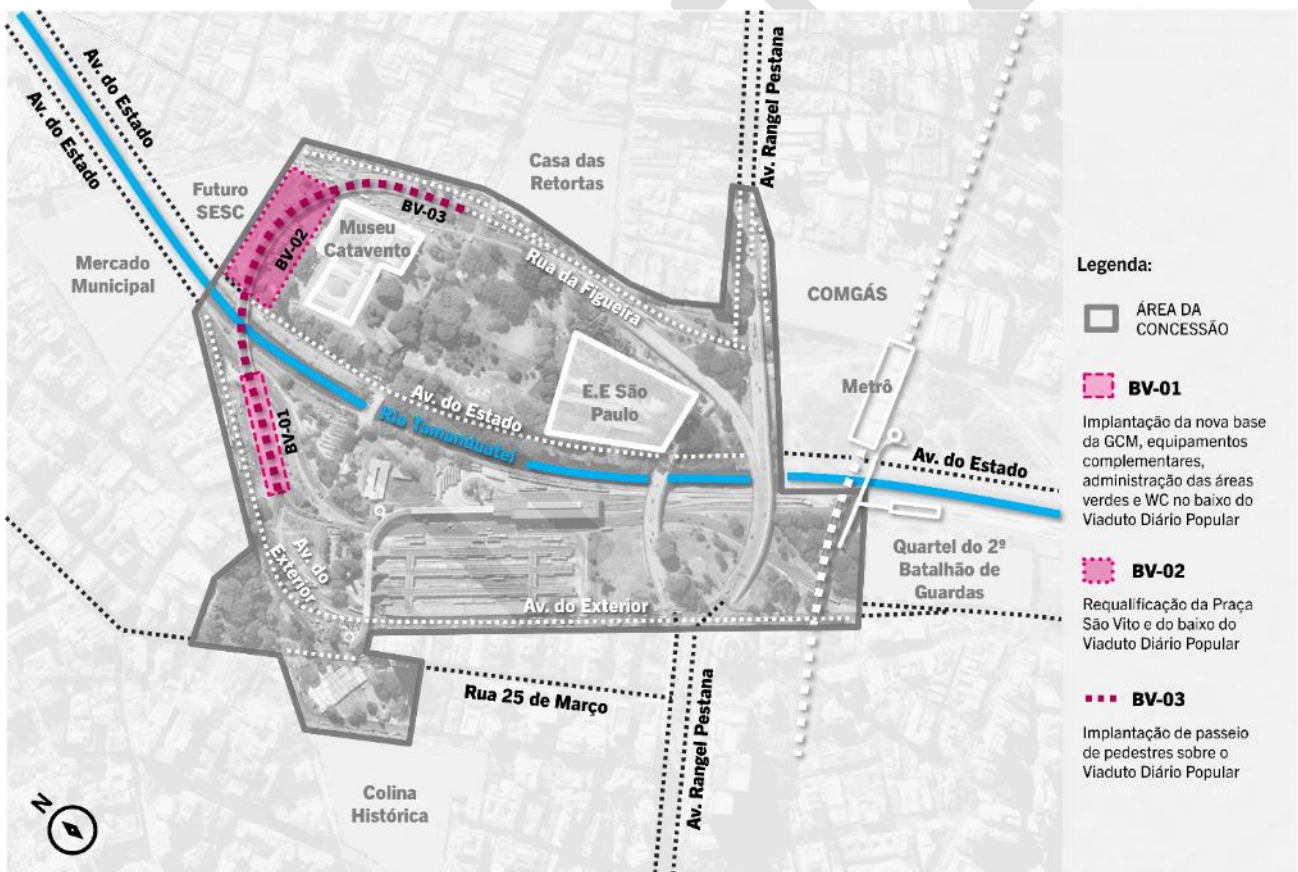 Av. do Estado
Av. do Estado
Av. Rangel Pestana
Casa das
Retortas
Futuro
SESC
BV-03
Museu
Catavento
BV-02
Mercado
Municipal
Rua da Figueira
COMGÁS
Metrô
E.E São
Paulo
Av. do Estado
Rio Tamanduateí
BV-01
Av. do Estado
Av. do
Exterior
Av. do Exterior
Quartel do 2º
Batalhão de
Guardas
Rua 25 de Março
Av. Rangel Pestana
Colina
Histórica
N
Legenda:
ÁREA DA
CONCESSÃO
BV-01
Implantação da nova base
da GCM, equipamentos
complementares,
administração das áreas
verdes e WC no baixo do
Viaduto Diário Popular
BV-02
Requalificação da Praça
São Vito e do baixo do
Viaduto Diário Popular
BV-03
Implantação de passeio
de pedestres sobre o
Viaduto Diário Popular